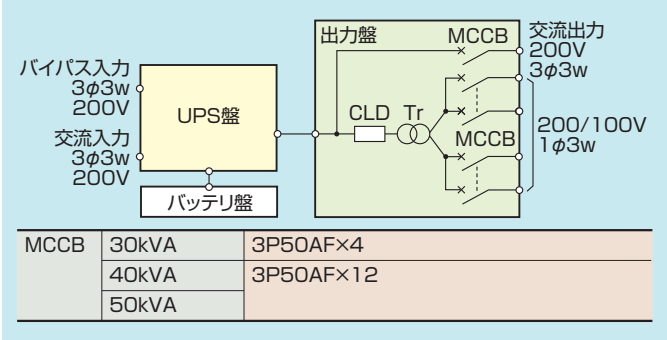 出力盤
MCCB
交流出力
200V
3φ3w
バイパス入力
3φ3w
200V
UPS盤
CLD Tr
200/100V
1φ3w
MCCB
交流入力
3φ3w
200V
バッテリ盤
MCCB 30kVA 3P50AF×4
40kVA 3P50AF×12
50kVA